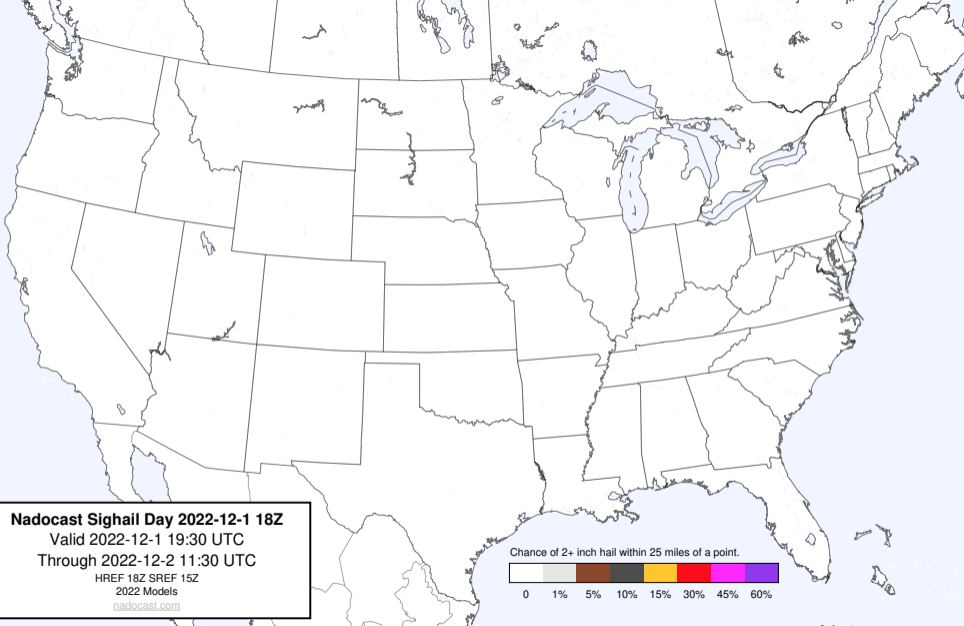 Nadocast Sighail Day 2022-12-1 18Z
Valid 2022-12-1 19:30 UTC
Through 2022-12-2 11:30 UTC
HREF 18Z SREF 15Z
2022 Models
nadocast.com
Chance of 2+ inch hail within 25 miles of a point.
0 1% 5% 10% 15% 30% 45% 60%